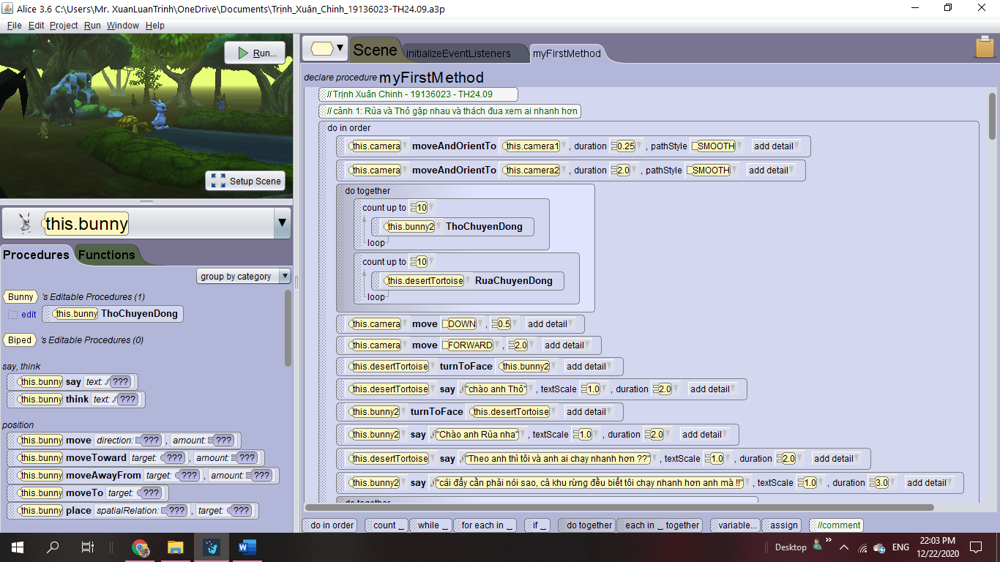 Alice 3.6 C:\Users\Mr. XuanLuanTrinh\OneDrive\Documents\Trịnh_Xuân_Chinh_19136023-TH24.09.a3p
File Edit Project Run Window Help
Run...
Setup Scene
this.bunny
Procedures Functions
group by category
Bunny 's Editable Procedures (1)
edit this.bunny ThoChuyenDong
Biped 's Editable Procedures (0)
say, think
this.bunny say text: ???
this.bunny think text: ???
position
this.bunny move direction: ??? , amount: ???
this.bunny moveToward target: ??? , amount: ???
this.bunny moveAwayFrom target: ??? , amount: ???
this.bunny moveTo target: ???
this.bunny place spatialRelation: ??? , target: ???
Scene initializeEventListeners myFirstMethod
declare procedure myFirstMethod
//Trịnh Xuân Chinh - 19136023 - TH24.09
//cảnh 1: Rùa và Thỏ gặp nhau và thách đua xem ai nhanh hơn
do in order
this.camera moveAndOrientTo this.camera1 , duration 0.25 , pathStyle SMOOTH add detail
this.camera moveAndOrientTo this.camera2 , duration 2.0 , pathStyle SMOOTH add detail
do together
count up to 10
this.bunny2 ThoChuyenDong
loop
count up to 10
this.desertTortoise RuaChuyenDong
loop
this.camera move DOWN , 0.5 add detail
this.camera move FORWARD , 2.0 add detail
this.desertTortoise turnToFace this.bunny2 add detail
this.desertTortoise say "chào anh Thỏ" , textScale 1.0 , duration 2.0 add detail
this.bunny2 turnToFace this.desertTortoise add detail
this.bunny2 say "Chào anh Rùa nha" , textScale 1.0 , duration 2.0 add detail
this.desertTortoise say "Theo anh thì tôi và anh ai chạy nhanh hơn ??" , textScale 1.0 , duration 2.0 add detail
this.bunny2 say "cái đấy cần phải nói sao, cả khu rừng đều biết tôi chạy nhanh hơn anh mà !!" , textScale 1.0 , duration 3.0 add detail
do together
do in order count _ while _ for each in _ if _ do together each in _ together variable... assign //comment
Desktop ENG 22:03 PM
12/22/2020